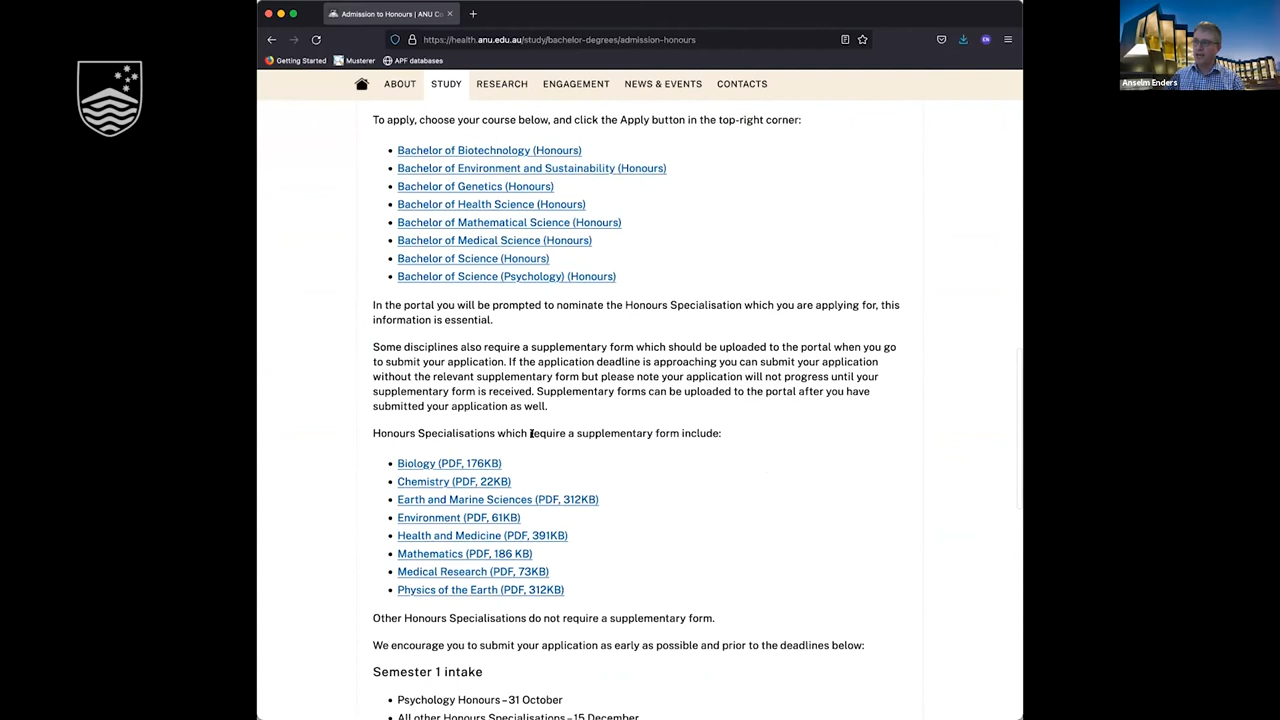 Admission to Honours | ANU Co
https://health.anu.edu.au/study/bachelor-degrees/admission-honours
Getting Started
Musterer
APF databases
EN
Anselm Enders
ABOUT
STUDY
RESEARCH
ENGAGEMENT
NEWS & EVENTS
CONTACTS
To apply, choose your course below, and click the Apply button in the top-right corner:
Bachelor of Biotechnology (Honours)
Bachelor of Environment and Sustainability (Honours)
Bachelor of Genetics (Honours)
Bachelor of Health Science (Honours)
Bachelor of Mathematical Science (Honours)
Bachelor of Medical Science (Honours)
Bachelor of Science (Honours)
Bachelor of Science (Psychology) (Honours)
In the portal you will be prompted to nominate the Honours Specialisation which you are applying for, this
information is essential.
Some disciplines also require a supplementary form which should be uploaded to the portal when you go
to submit your application. If the application deadline is approaching you can submit your application
without the relevant supplementary form but please note your application will not progress until your
supplementary form is received. Supplementary forms can be uploaded to the portal after you have
submitted your application as well.
Honours Specialisations which require a supplementary form include:
Biology (PDF, 176KB)
Chemistry (PDF, 22KB)
Earth and Marine Sciences (PDF, 312KB)
Environment (PDF, 61KB)
Health and Medicine (PDF, 391KB)
Mathematics (PDF, 186 KB)
Medical Research (PDF, 73KB)
Physics of the Earth (PDF, 312KB)
Other Honours Specialisations do not require a supplementary form.
We encourage you to submit your application as early as possible and prior to the deadlines below:
Semester 1 intake
Psychology Honours – 31 October
All other Honours Specialisations – 15 December